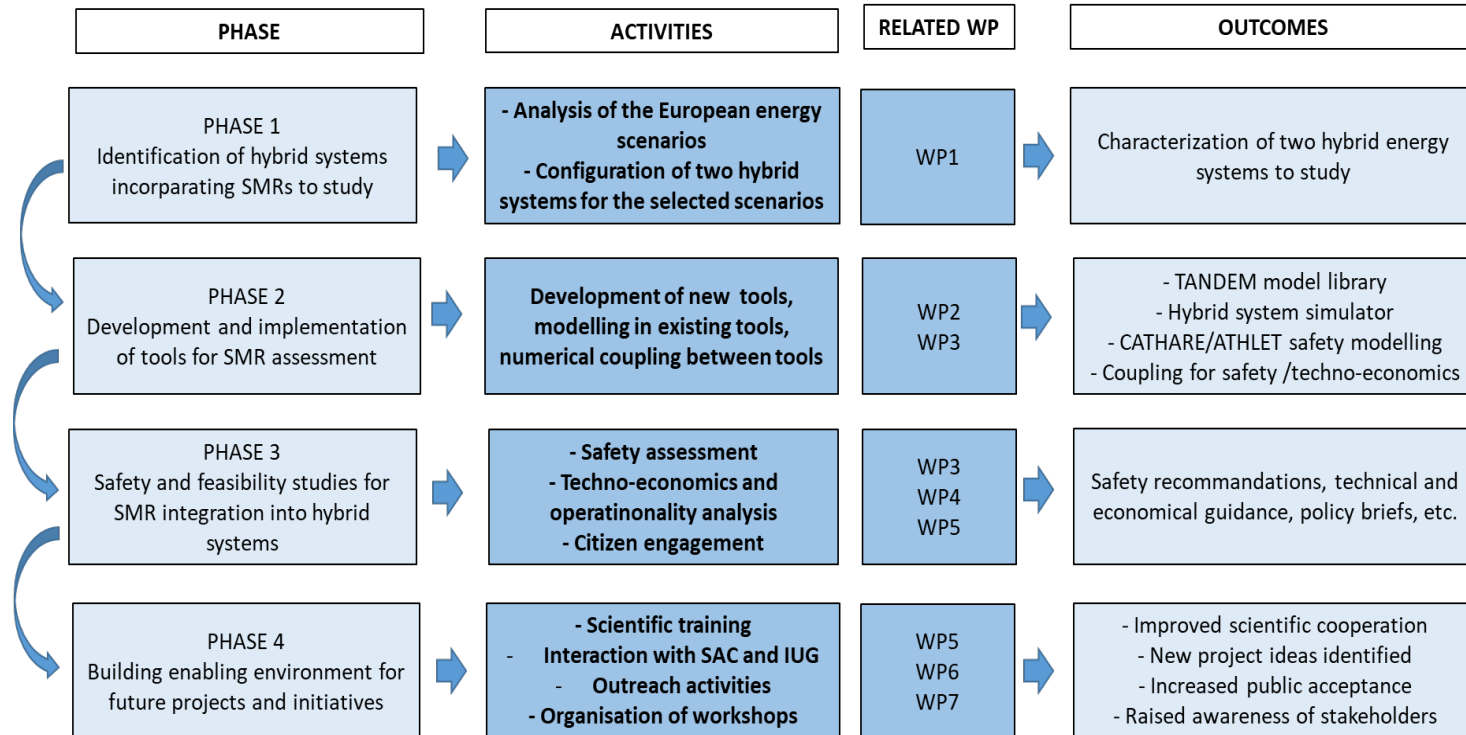 PHASE
ACTIVITIES
RELATED WP
OUTCOMES
PHASE 1
Identification of hybrid systems
incorparating SMRs to study
- Analysis of the European energy
scenarios
- Configuration of two hybrid
systems for the selected scenarios
WP1
Characterization of two hybrid energy
systems to study
PHASE 2
Development and implementation
of tools for SMR assessment
Development of new tools,
modelling in existing tools,
numerical coupling between tools
WP2
WP3
- TANDEM model library
- Hybrid system simulator
- CATHARE/ATHLET safety modelling
- Coupling for safety /techno-economics
PHASE 3
Safety and feasibility studies for
SMR integration into hybrid
systems
- Safety assessment
- Techno-economics and
operatinonality analysis
- Citizen engagement
WP3
WP4
WP5
Safety recommandations, technical and
economical guidance, policy briefs, etc.
PHASE 4
Building enabling environment for
future projects and initiatives
- Scientific training
- Interaction with SAC and IUG
- Outreach activities
- Organisation of workshops
WP5
WP6
WP7
- Improved scientific cooperation
- New project ideas identified
- Increased public acceptance
- Raised awareness of stakeholders